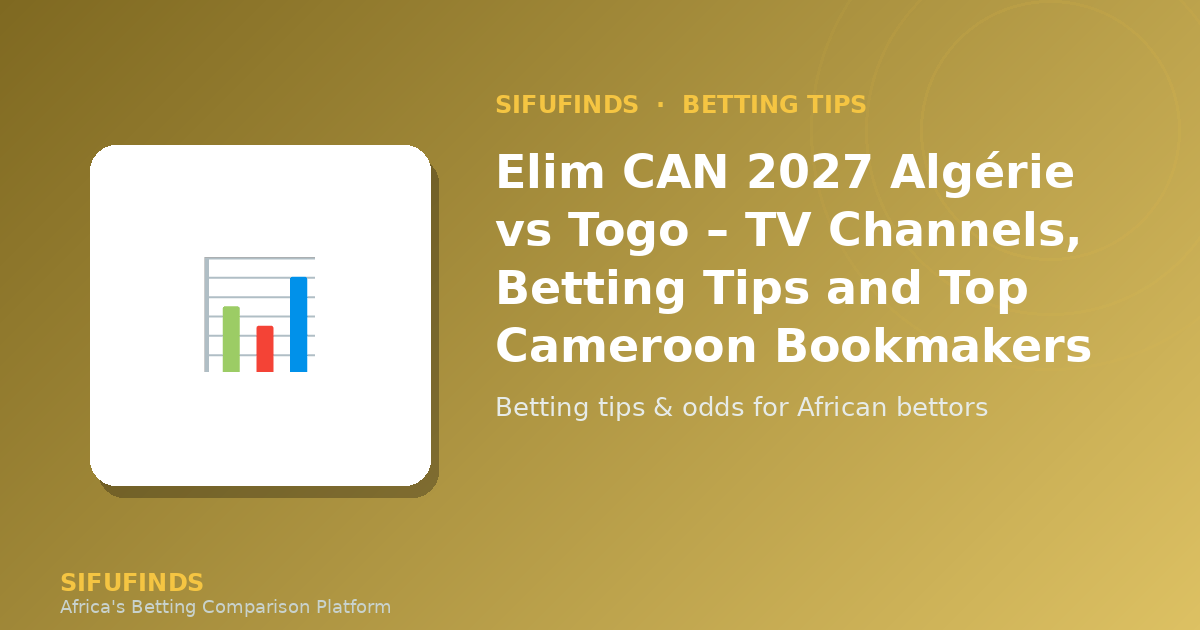 SIFUFINDS · BETTING TIPS
Elim CAN 2027 Algérie
vs Togo – TV Channels,
Betting Tips and Top
Cameroon Bookmakers
Betting tips & odds for African bettors
SIFUFINDS
Africa's Betting Comparison Platform